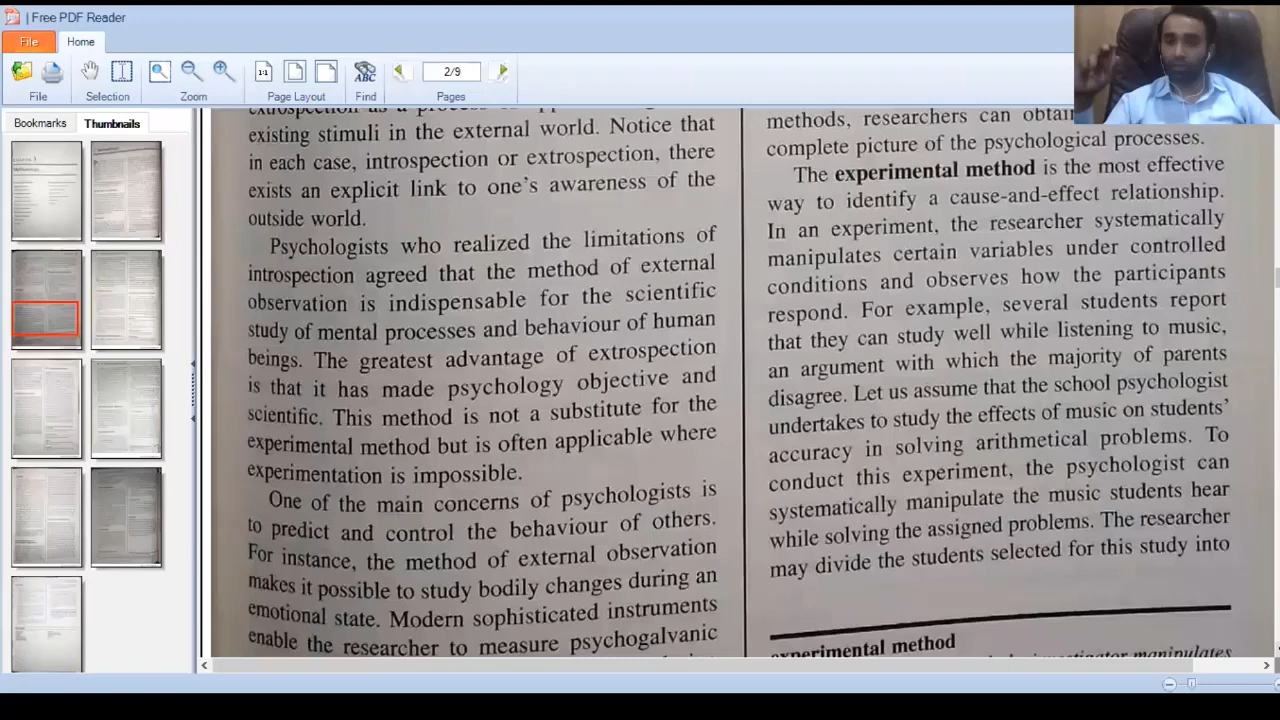 | Free PDF Reader
File
Home
1:1
ABC
2/9
File
Selection
Zoom
Page Layout
Find
Pages
Bookmarks
Thumbnails
extrospection as a process
existing stimuli in the external world. Notice that
in each case, introspection or extrospection, there
exists an explicit link to one's awareness of the
outside world.
Psychologists who realized the limitations of
introspection agreed that the method of external
observation is indispensable for the scientific
study of mental processes and behaviour of human
beings. The greatest advantage of extrospection
is that it has made psychology objective and
scientific. This method is not a substitute for the
experimental method but is often applicable where
experimentation is impossible.
One of the main concerns of psychologists is
to predict and control the behaviour of others.
For instance, the method of external observation
makes it possible to study bodily changes during an
emotional state. Modern sophisticated instruments
enable the researcher to measure psychogalvanic
methods, researchers can obtain
complete picture of the psychological processes.
The experimental method is the most effective
way to identify a cause-and-effect relationship.
In an experiment, the researcher systematically
manipulates certain variables under controlled
conditions and observes how the participants
respond. For example, several students report
that they can study well while listening to music,
an argument with which the majority of parents
disagree. Let us assume that the school psychologist
undertakes to study the effects of music on students'
accuracy in solving arithmetical problems. To
conduct this experiment, the psychologist can
systematically manipulate the music students hear
while solving the assigned problems. The researcher
may divide the students selected for this study into
experimental method
investigator manipulates